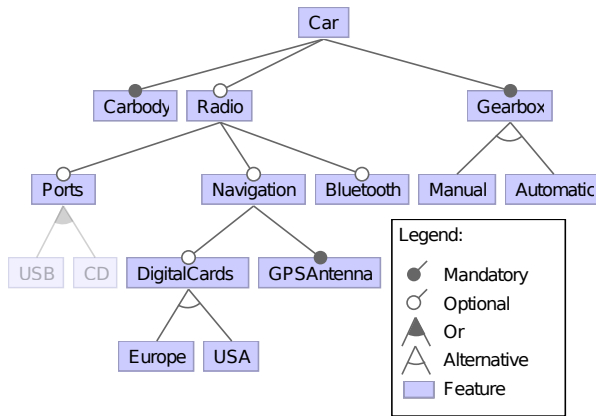 Car
Carbody Radio Gearbox
Ports Navigation Bluetooth Manual Automatic
USB CD DigitalCards GPSAntenna
Europe USA
Legend:
Mandatory
Optional
Or
Alternative
Feature